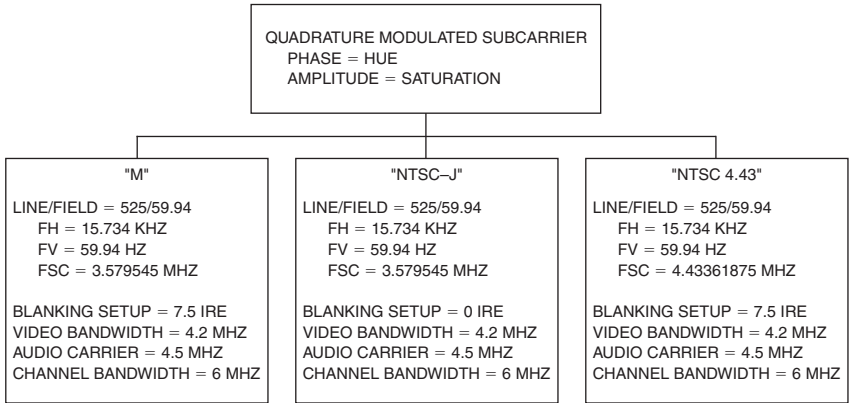 QUADRATURE MODULATED SUBCARRIER
PHASE = HUE
AMPLITUDE = SATURATION
"M"
LINE/FIELD = 525/59.94
FH = 15.734 KHZ
FV = 59.94 HZ
FSC = 3.579545 MHZ
BLANKING SETUP = 7.5 IRE
VIDEO BANDWIDTH = 4.2 MHZ
AUDIO CARRIER = 4.5 MHZ
CHANNEL BANDWIDTH = 6 MHZ
"NTSC–J"
LINE/FIELD = 525/59.94
FH = 15.734 KHZ
FV = 59.94 HZ
FSC = 3.579545 MHZ
BLANKING SETUP = 0 IRE
VIDEO BANDWIDTH = 4.2 MHZ
AUDIO CARRIER = 4.5 MHZ
CHANNEL BANDWIDTH = 6 MHZ
"NTSC 4.43"
LINE/FIELD = 525/59.94
FH = 15.734 KHZ
FV = 59.94 HZ
FSC = 4.43361875 MHZ
BLANKING SETUP = 7.5 IRE
VIDEO BANDWIDTH = 4.2 MHZ
AUDIO CARRIER = 4.5 MHZ
CHANNEL BANDWIDTH = 6 MHZ